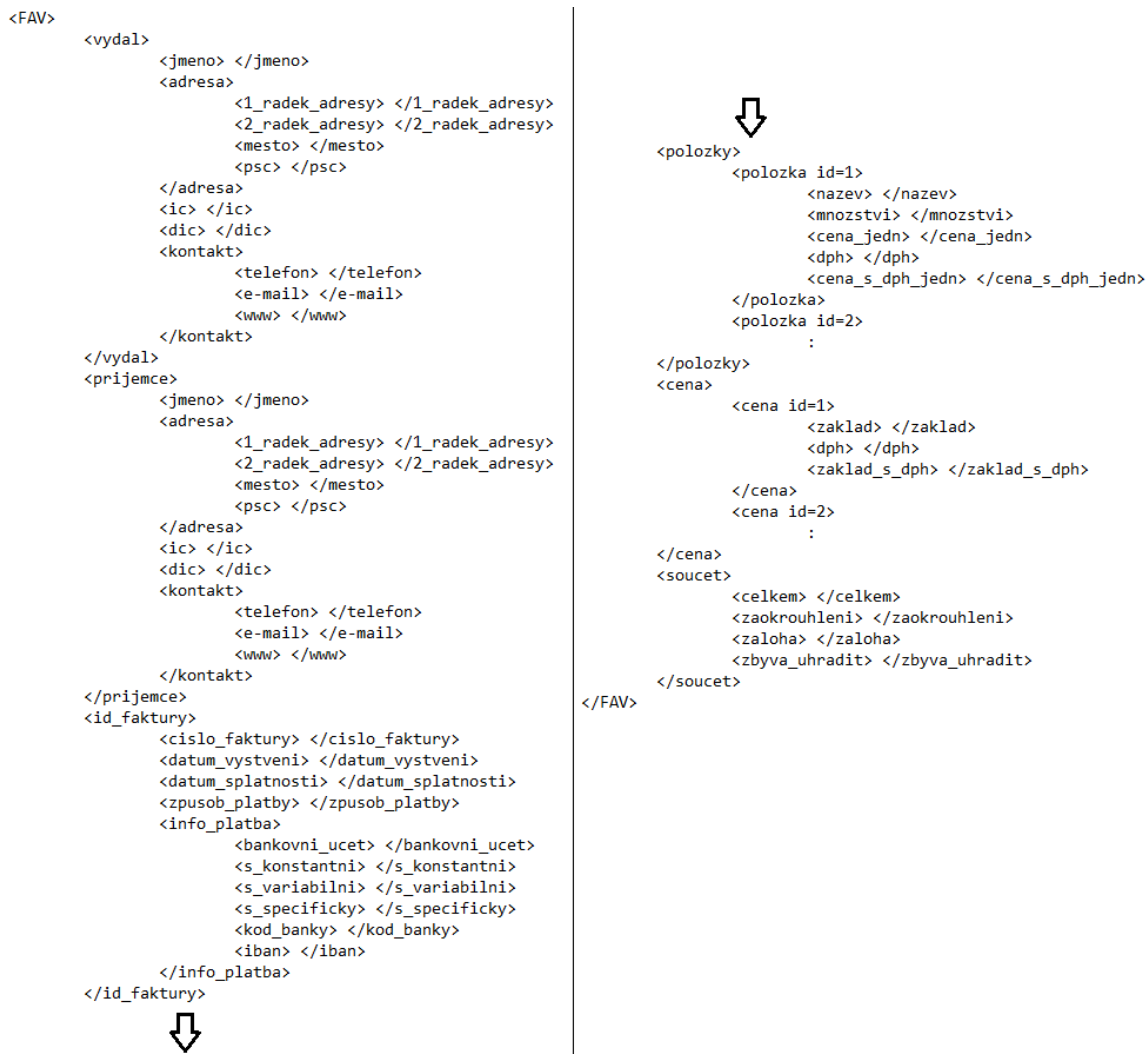 <FAV>
<vydal>
<jmeno> </jmeno>
<adresa>
<1_radek_adresy> </1_radek_adresy>
<2_radek_adresy> </2_radek_adresy>
<mesto> </mesto>
<psc> </psc>
</adresa>
<ic> </ic>
<dic> </dic>
<kontakt>
<telefon> </telefon>
<e-mail> </e-mail>
<www> </www>
</kontakt>
</vydal>
<prijemce>
<jmeno> </jmeno>
<adresa>
<1_radek_adresy> </1_radek_adresy>
<2_radek_adresy> </2_radek_adresy>
<mesto> </mesto>
<psc> </psc>
</adresa>
<ic> </ic>
<dic> </dic>
<kontakt>
<telefon> </telefon>
<e-mail> </e-mail>
<www> </www>
</kontakt>
</prijemce>
<id_faktury>
<cislo_faktury> </cislo_faktury>
<datum_vystveni> </datum_vystveni>
<datum_splatnosti> </datum_splatnosti>
<zpusob_platby> </zpusob_platby>
<info_platba>
<bankovni_ucet> </bankovni_ucet>
<s_konstantni> </s_konstantni>
<s_variabilni> </s_variabilni>
<s_specificky> </s_specificky>
<kod_banky> </kod_banky>
<iban> </iban>
</info_platba>
</id_faktury>
<polozky>
<polozka id=1>
<nazev> </nazev>
<mnozstvi> </mnozstvi>
<cena_jedn> </cena_jedn>
<dph> </dph>
<cena_s_dph_jedn> </cena_s_dph_jedn>
</polozka>
<polozka id=2>
:
</polozky>
<cena>
<cena id=1>
<zaklad> </zaklad>
<dph> </dph>
<zaklad_s_dph> </zaklad_s_dph>
</cena>
<cena id=2>
:
</cena>
<soucet>
<celkem> </celkem>
<zaokrouhleni> </zaokrouhleni>
<zaloha> </zaloha>
<zbyva_uhradit> </zbyva_uhradit>
</soucet>
</FAV>